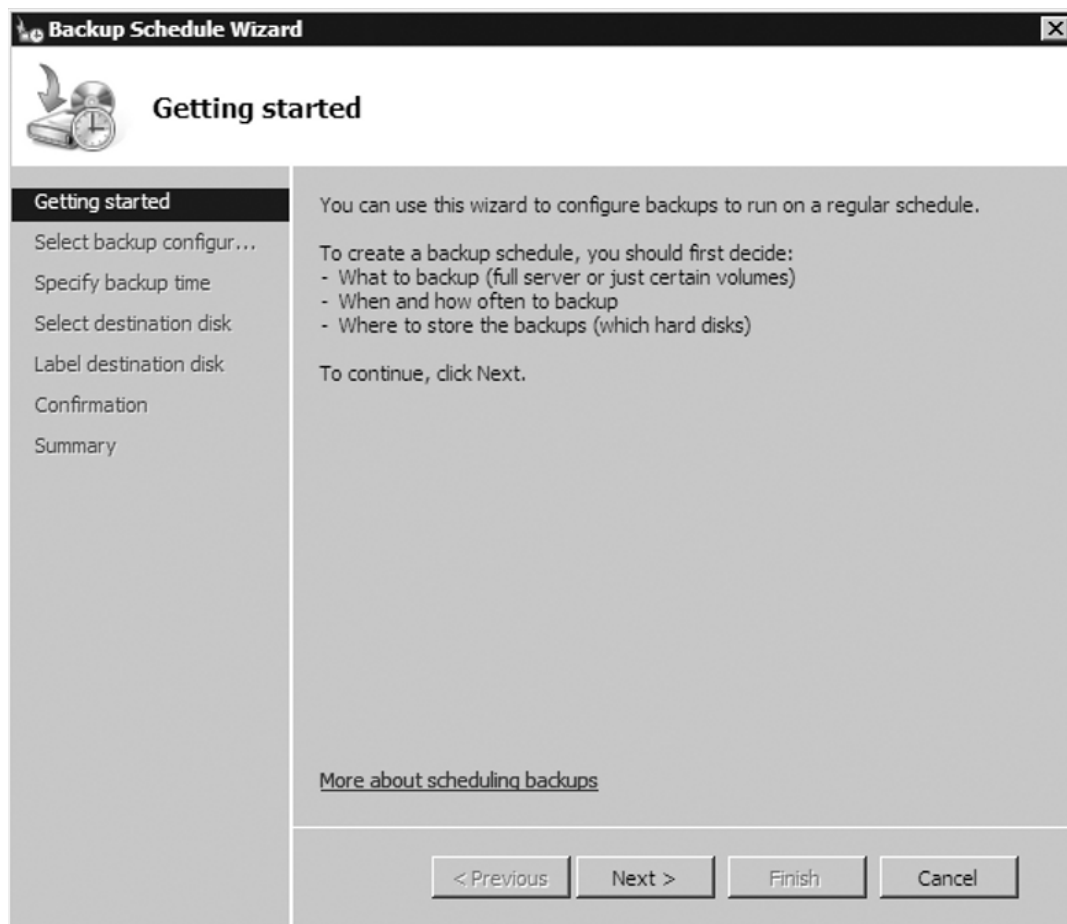 Backup Schedule Wizard
Getting started
Getting started
Select backup configur...
Specify backup time
Select destination disk
Label destination disk
Confirmation
Summary
You can use this wizard to configure backups to run on a regular schedule.
To create a backup schedule, you should first decide:
- What to backup (full server or just certain volumes)
- When and how often to backup
- Where to store the backups (which hard disks)
To continue, click Next.
More about scheduling backups
< Previous
Next >
Finish
Cancel